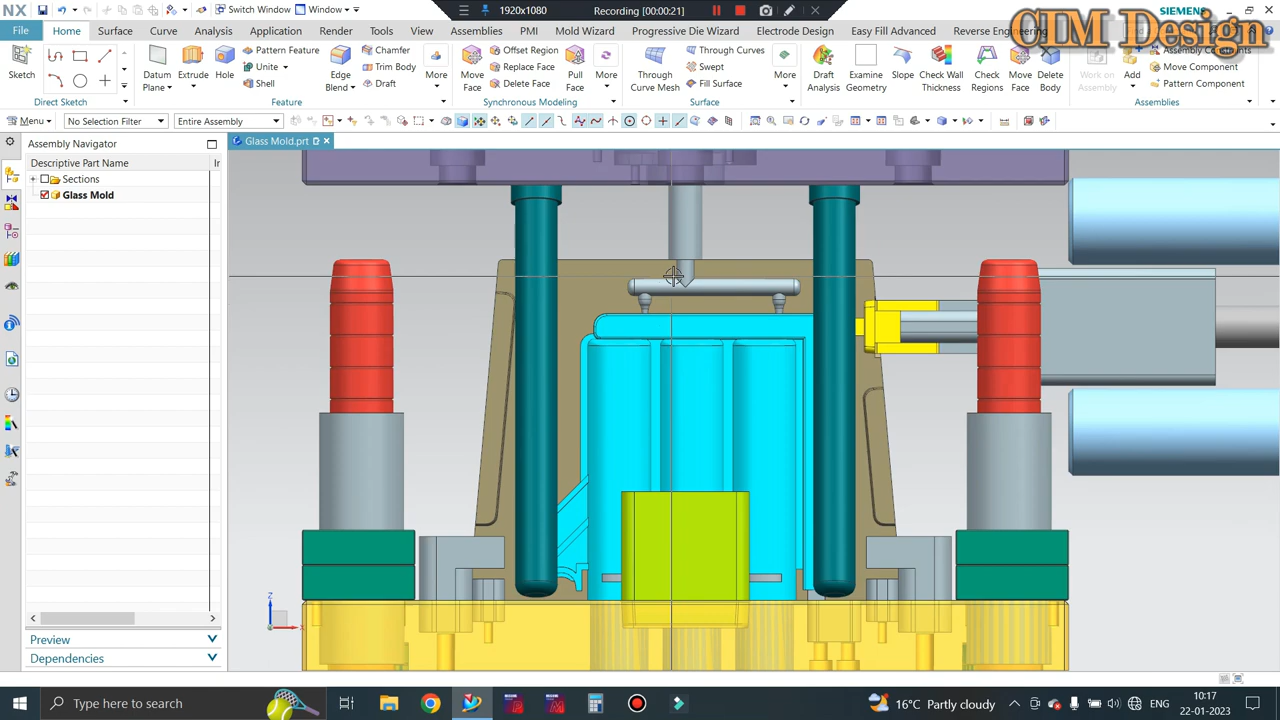 NX
Switch Window
Window
1920x1080
Recording [00:00:21]
SIEMENS
CIM Design
File
Home
Surface
Curve
Analysis
Render
Tools
View
Assemblies
PMI
Mold Wizard
Progressive Die Wizard
Electrode Design
Easy Fill Advanced
Reverse Engineering
Sketch
Direct Sketch
Datum Plane
Extrude
Hole
Pattern Feature
Unite
Shell
Edge Blend
Chamfer
Trim Body
Draft
More
Feature
Move Face
Offset Region
Replace Face
Delete Face
Pull Face
More
Synchronous Modeling
Through Curve Mesh
Through Curves
Swept
Fill Surface
More
Surface
Draft Analysis
Examine Geometry
Slope
Check Wall Thickness
Check Regions
Move Face
Delete Body
Work on Assembly
Add
Assembly Constraints
Move Component
Pattern Component
Assemblies
Menu
No Selection Filter
Entire Assembly
Assembly Navigator
Glass Mold.prt
Descriptive Part Name
Ir
Sections
Glass Mold
Z
X
Preview
Dependencies
Type here to search
16°C Partly cloudy
ENG
10:17
22-01-2023